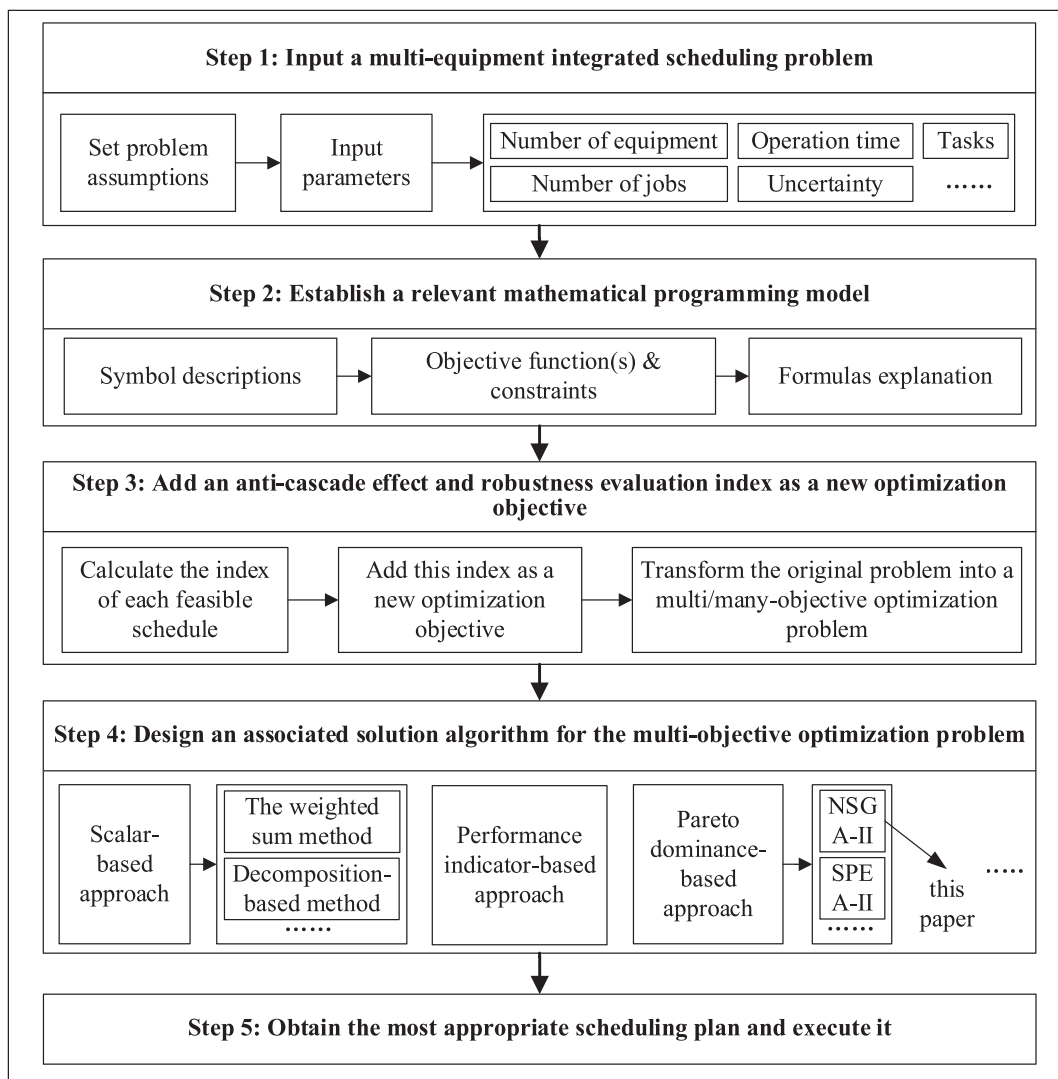 Step 1: Input a multi-equipment integrated scheduling problem
Set problem
assumptions
Input
parameters
Number of equipment
Operation time
Tasks
Number of jobs
Uncertainty
……
Step 2: Establish a relevant mathematical programming model
Symbol descriptions
Objective function(s) &
constraints
Formulas explanation
Step 3: Add an anti-cascade effect and robustness evaluation index as a new optimization
objective
Calculate the index
of each feasible
schedule
Add this index as a
new optimization
objective
Transform the original problem into a
multi/many-objective optimization
problem
Step 4: Design an associated solution algorithm for the multi-objective optimization problem
Scalar-
based
approach
The weighted
sum method
Decomposition-
based method
……
Performance
indicator-based
approach
Pareto
dominance-
based
approach
NSG
A-II
SPE
A-II
……
this
paper
……
Step 5: Obtain the most appropriate scheduling plan and execute it